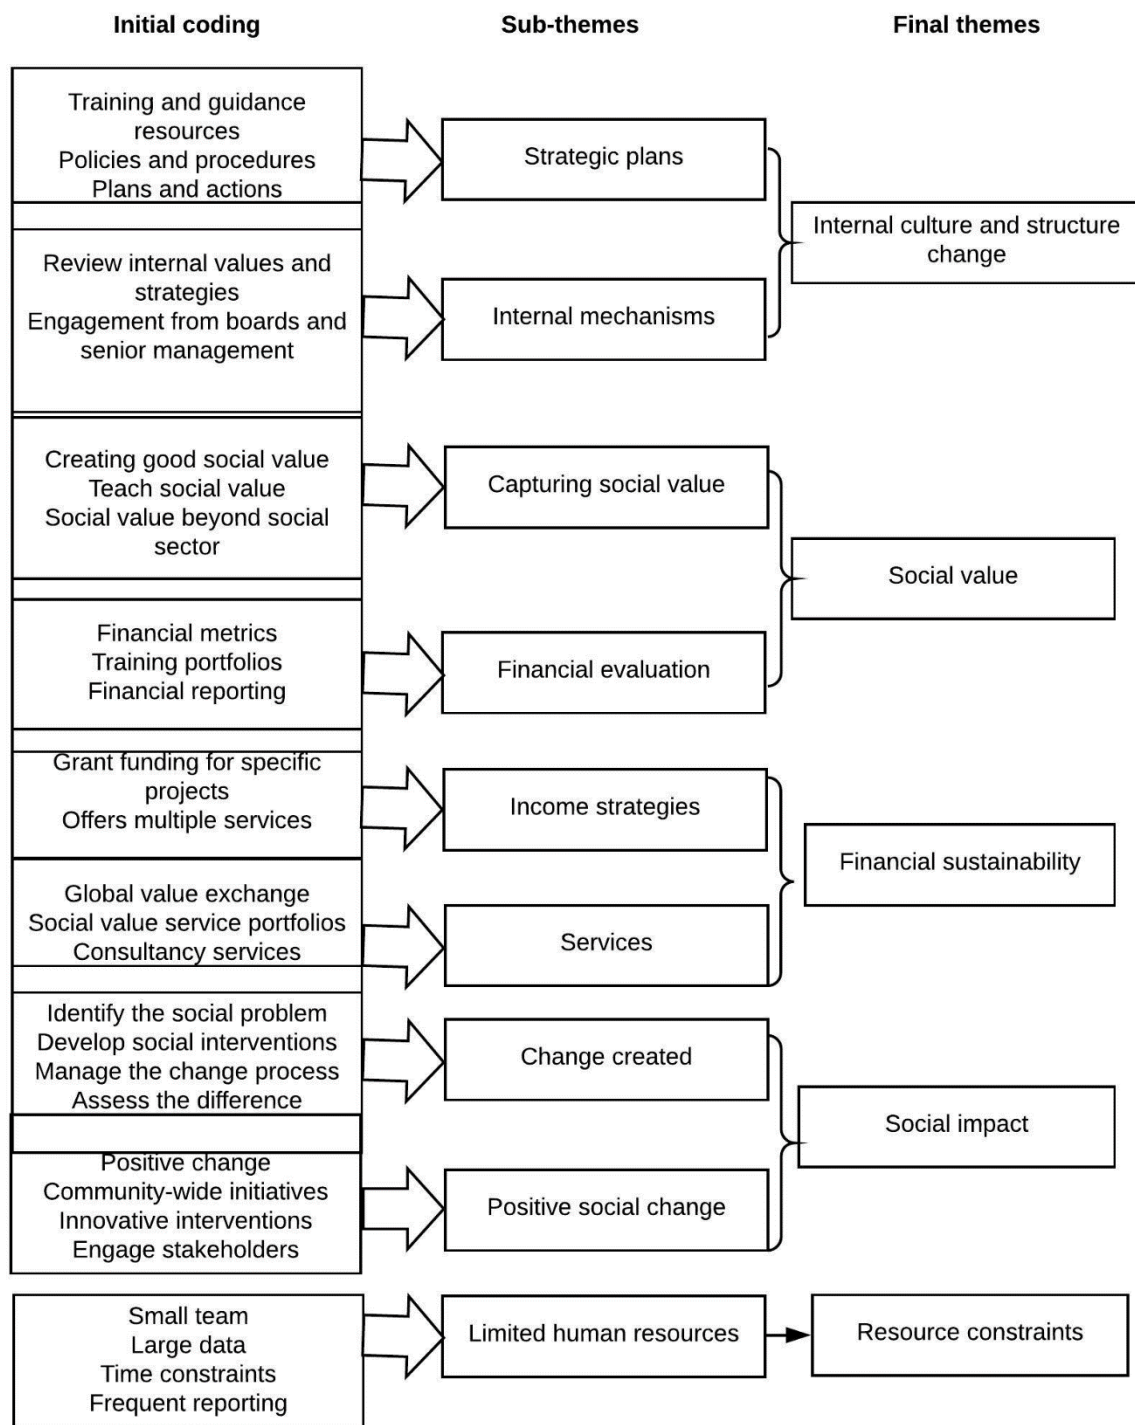 Initial coding
Sub-themes
Final themes
Training and guidance
resources
Policies and procedures
Plans and actions
Strategic plans
Internal culture and structure
change
Review internal values and
strategies
Engagement from boards and
senior management
Internal mechanisms
Creating good social value
Teach social value
Social value beyond social
sector
Capturing social value
Social value
Financial metrics
Training portfolios
Financial reporting
Financial evaluation
Grant funding for specific
projects
Offers multiple services
Income strategies
Financial sustainability
Global value exchange
Social value service portfolios
Consultancy services
Services
Identify the social problem
Develop social interventions
Manage the change process
Assess the difference
Change created
Social impact
Positive change
Community-wide initiatives
Innovative interventions
Engage stakeholders
Positive social change
Small team
Large data
Time constraints
Frequent reporting
Limited human resources
Resource constraints